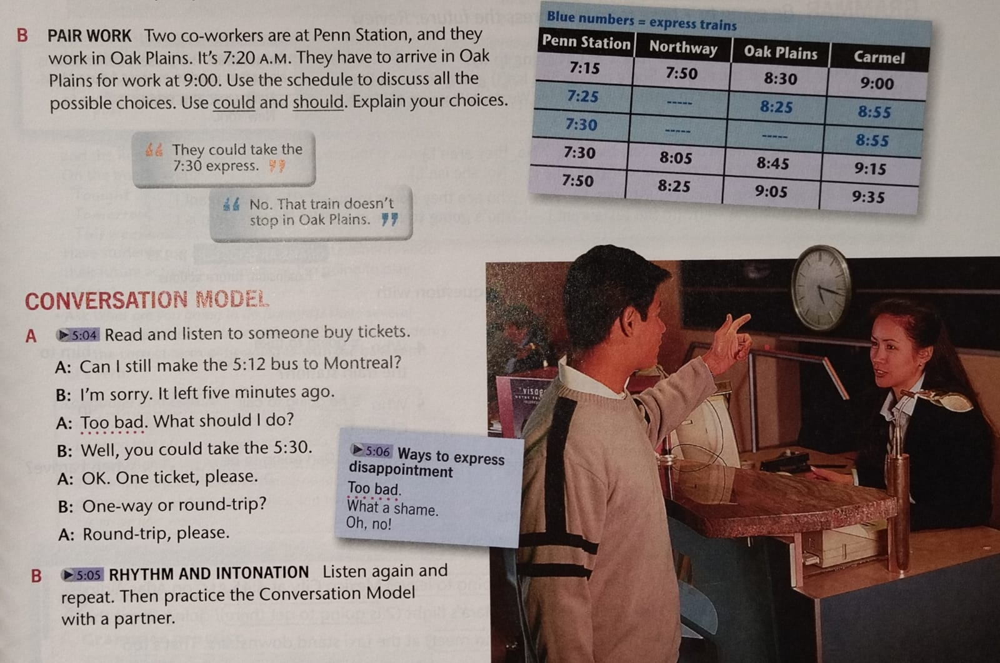 B PAIR WORK Two co-workers are at Penn Station, and they
work in Oak Plains. It's 7:20 A.M. They have to arrive in Oak
Plains for work at 9:00. Use the schedule to discuss all the
possible choices. Use could and should. Explain your choices.
“ They could take the
7:30 express. ”
“ No. That train doesn't
stop in Oak Plains. ”
Blue numbers = express trains
Penn Station Northway Oak Plains Carmel
7:15 7:50 8:30 9:00
7:25 ----- 8:25 8:55
7:30 ----- ----- 8:55
7:30 8:05 8:45 9:15
7:50 8:25 9:05 9:35
CONVERSATION MODEL
A ▶ 5:04 Read and listen to someone buy tickets.
A: Can I still make the 5:12 bus to Montreal?
B: I'm sorry. It left five minutes ago.
A: Too bad. What should I do?
B: Well, you could take the 5:30.
A: OK. One ticket, please.
B: One-way or round-trip?
A: Round-trip, please.
▶ 5:06 Ways to express
disappointment
Too bad.
What a shame.
Oh, no!
B ▶ 5:05 RHYTHM AND INTONATION Listen again and
repeat. Then practice the Conversation Model
with a partner.